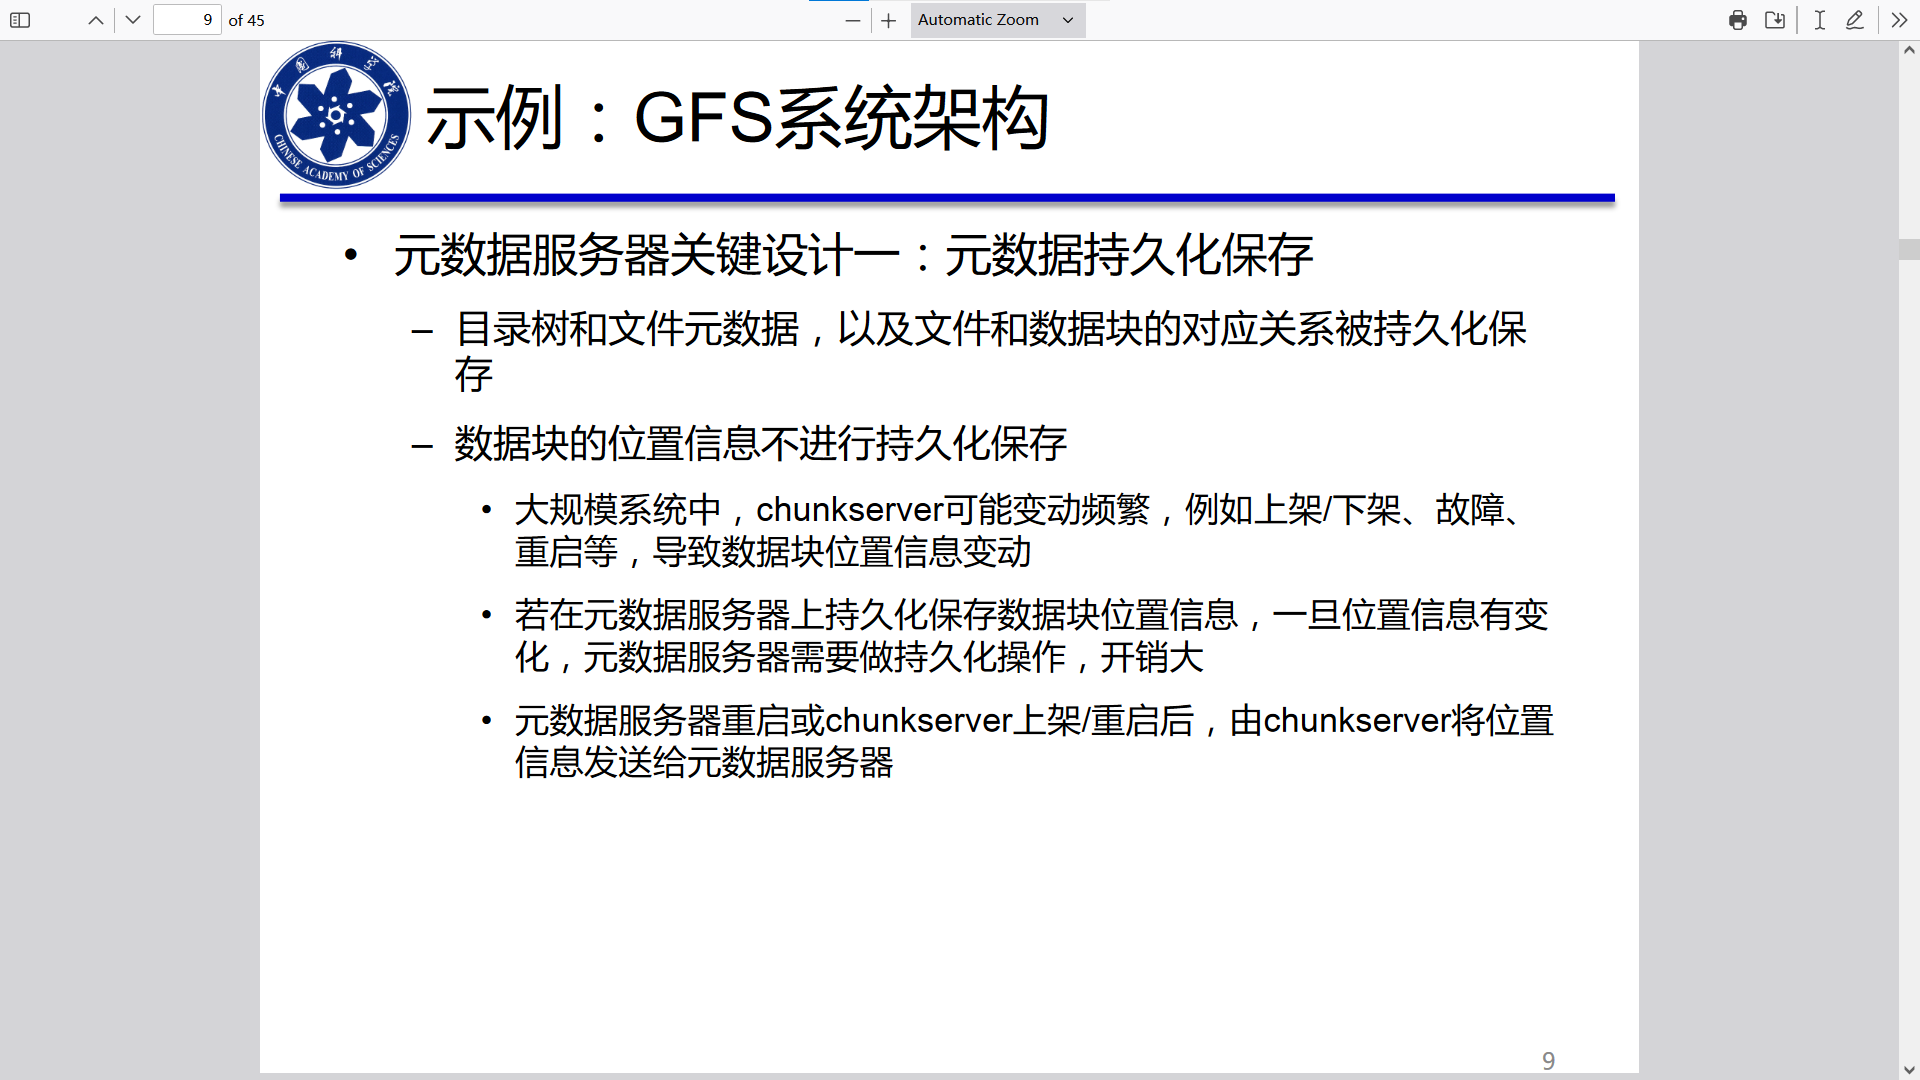 9 of 45 Automatic Zoom
中国科学院
CHINESE ACADEMY OF SCIENCES
示例：GFS系统架构
• 元数据服务器关键设计一：元数据持久化保存
– 目录树和文件元数据，以及文件和数据块的对应关系被持久化保
存
– 数据块的位置信息不进行持久化保存
• 大规模系统中，chunkserver可能变动频繁，例如上架/下架、故障、
重启等，导致数据块位置信息变动
• 若在元数据服务器上持久化保存数据块位置信息，一旦位置信息有变
化，元数据服务器需要做持久化操作，开销大
• 元数据服务器重启或chunkserver上架/重启后，由chunkserver将位置
信息发送给元数据服务器
9